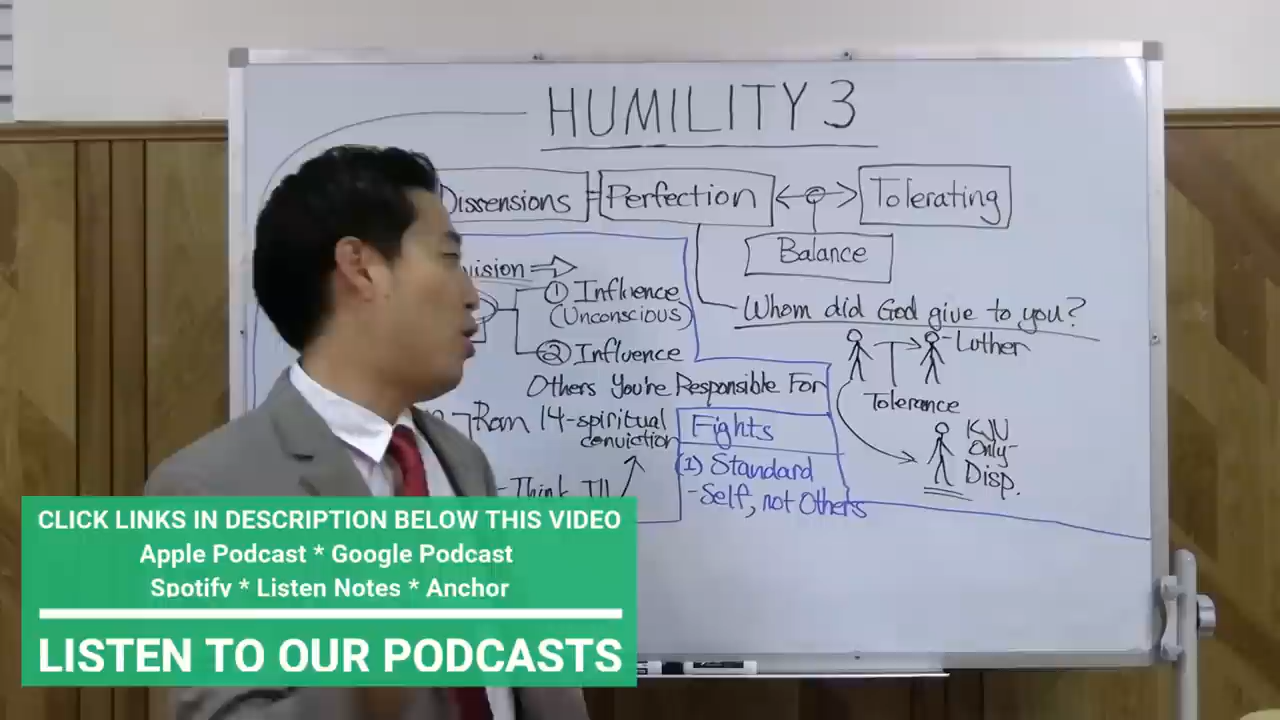 HUMILITY 3
Dissensions = Perfection ←→ Tolerating
Balance
vision ⇒
① Influence
(Unconscious)
② Influence
Others You're Responsible For
Rom 14-spiritual
conviction
-Think
Fights
(1) Standard
-Self, not Others
Whom did God give to you?
-Luther
Tolerance
KJV
Only-
Disp.
CLICK LINKS IN DESCRIPTION BELOW THIS VIDEO
Apple Podcast * Google Podcast
Spotify * Listen Notes * Anchor
LISTEN TO OUR PODCASTS